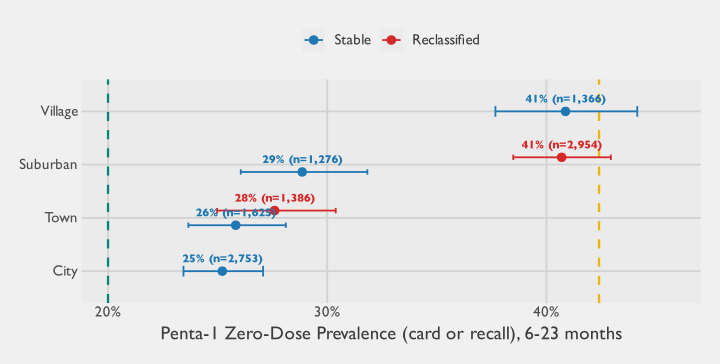 Stable Reclassified
Village 41% (n=1,366)
41% (n=2,954)
Suburban 29% (n=1,276)
28% (n=1,386)
Town 26% (n=1,625)
City 25% (n=2,753)
20% 30% 40%
Penta-1 Zero-Dose Prevalence (card or recall), 6-23 months